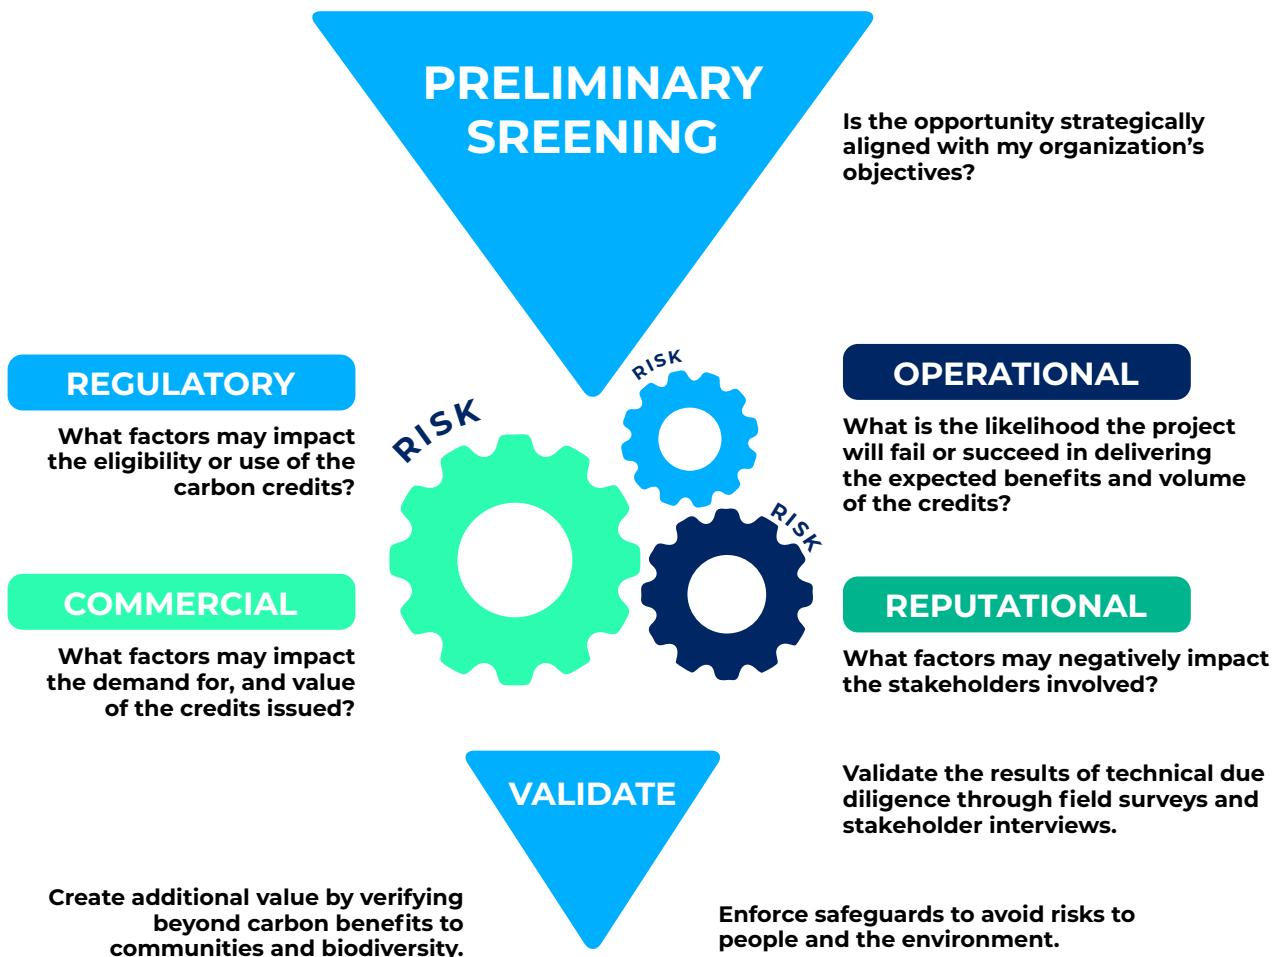 PRELIMINARY
SREENING
Is the opportunity strategically
aligned with my organization's
objectives?
REGULATORY
What factors may impact
the eligibility or use of the
carbon credits?
RISK
RISK
RISK
OPERATIONAL
What is the likelihood the project
will fail or succeed in delivering
the expected benefits and volume
of the credits?
COMMERCIAL
What factors may impact
the demand for, and value
of the credits issued?
REPUTATIONAL
What factors may negatively impact
the stakeholders involved?
VALIDATE
Validate the results of technical due
diligence through field surveys and
stakeholder interviews.
Create additional value by verifying
beyond carbon benefits to
communities and biodiversity.
Enforce safeguards to avoid risks to
people and the environment.